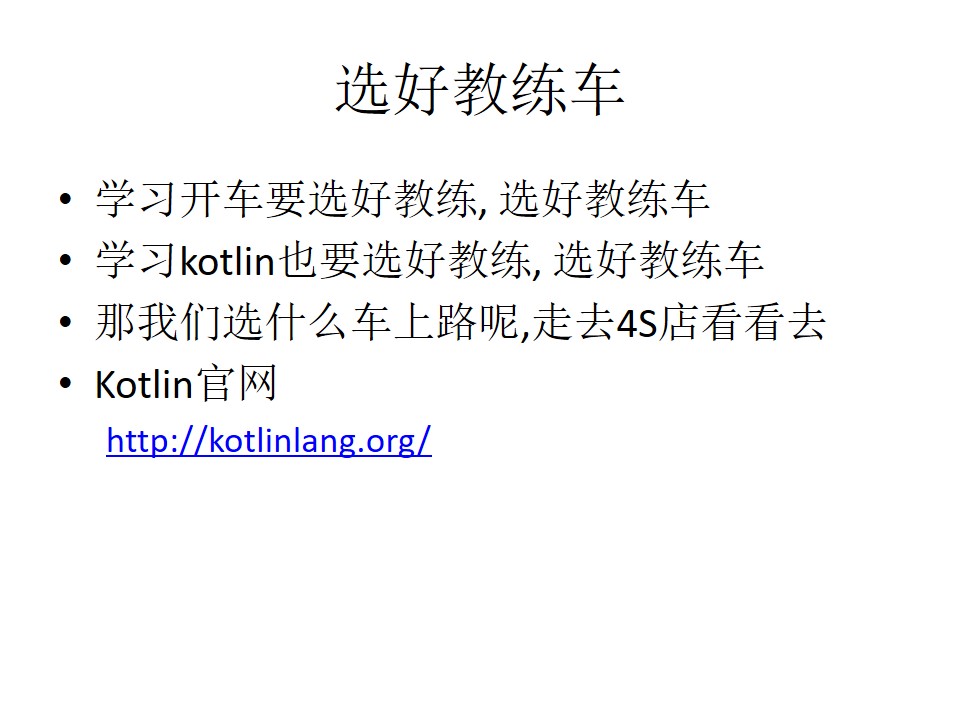 选好教练车
• 学习开车要选好教练, 选好教练车
• 学习kotlin也要选好教练, 选好教练车
• 那我们选什么车上路呢,走去4S店看看去
• Kotlin官网
http://kotlinlang.org/